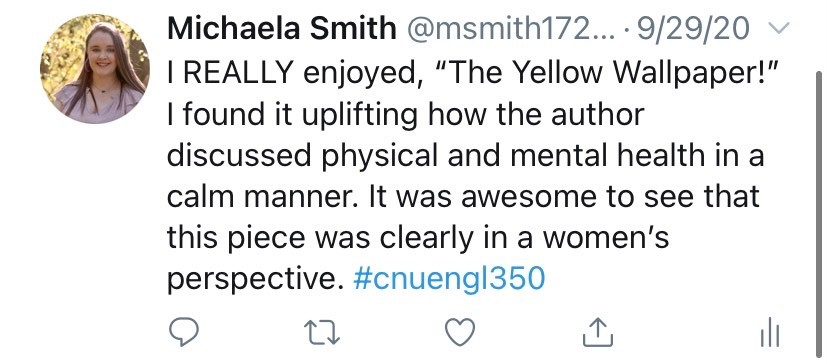 Michaela Smith @msmith172... · 9/29/20
I REALLY enjoyed, “The Yellow Wallpaper!”
I found it uplifting how the author
discussed physical and mental health in a
calm manner. It was awesome to see that
this piece was clearly in a women’s
perspective. #cnuengl350